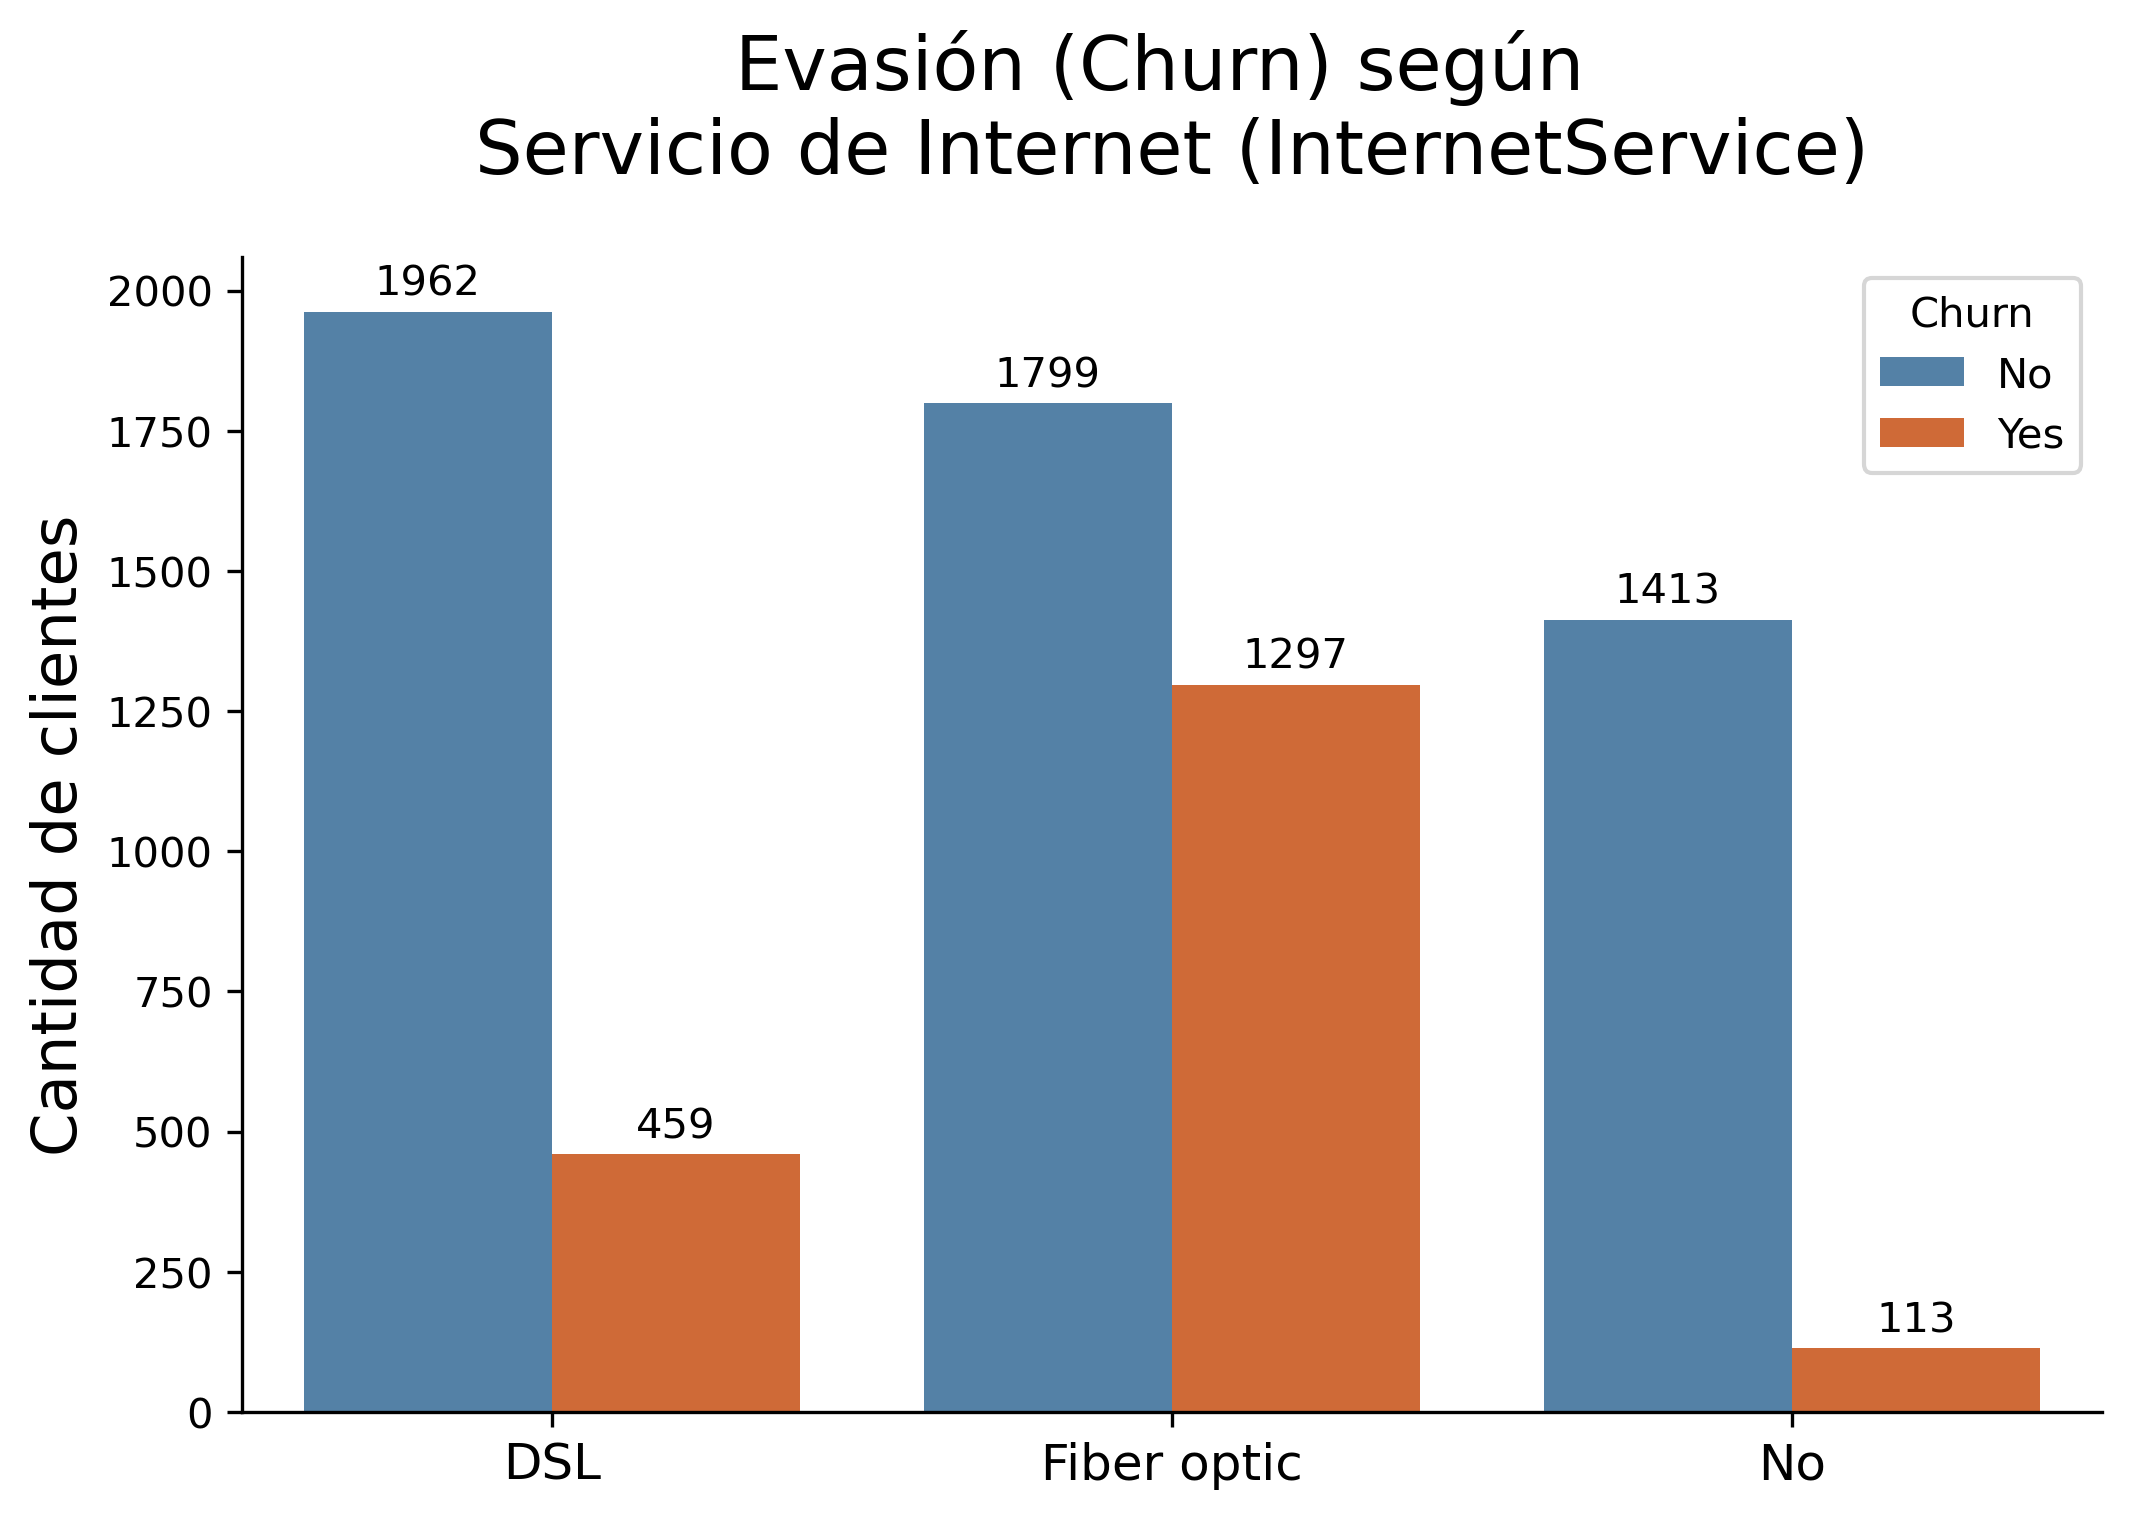 Evasión (Churn) según
Servicio de Internet (InternetService)
Cantidad de clientes
2000
1750
1500
1250
1000
750
500
250
0
1962
459
1799
1297
1413
113
DSL
Fiber optic
No
Churn
No
Yes